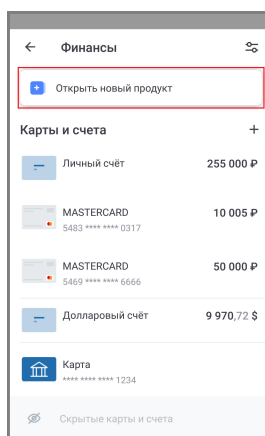 Финансы
Открыть новый продукт
Карты и счета
Личный счёт 255 000 ₽
MASTERCARD 10 005 ₽
5483 **** **** 0317
MASTERCARD 50 000 ₽
5469 **** **** 6666
Долларовый счёт 9 970,72 $
Карта
**** **** **** 1234
Скрытые карты и счета